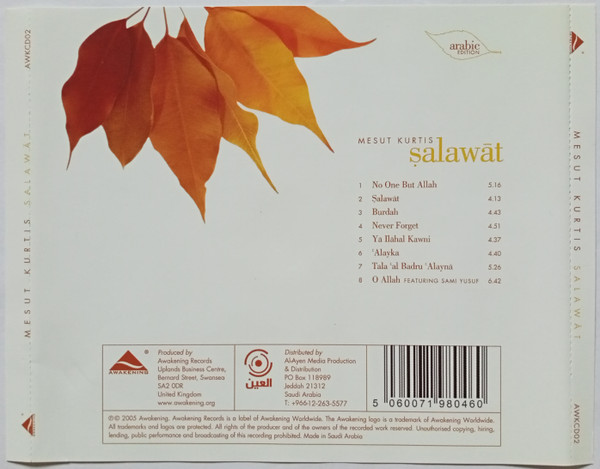 AWKCD02
MESUT KURTIS SALAWĀT
arabic
EDITION
MESUT KURTIS
ṣalawāt
1 No One But Allah 5.16
2 Ṣalawāt 4.13
3 Burdah 4.43
4 Never Forget 4.51
5 Yā Ilāhal Kawni 4.37
6 'Alayka 4.40
7 Tala 'al Badru 'Alaynā 5.26
8 O Allah FEATURING SAMI YUSUF 6.42
AWAKENING
®
Produced by
Awakening Records
Uplands Business Centre,
Bernard Street, Swansea
SA2 0DR
United Kingdom
www.awakening.org
العين
Distributed by
Al-Ayen Media Production
& Distribution
PO Box 118989
Jeddah 21312
Saudi Arabia
T: +96612-263-5577
5 060071 980460
℗ © 2005 Awakening. Awakening Records is a label of Awakening Worldwide. The Awakening logo is a trademark of Awakening Worldwide.
All trademarks and logos are protected. All rights of the producer and of the owners of the recorded work reserved. Unauthorised copying, hiring,
lending, public performance and broadcasting of this recording prohibited. Made in Saudi Arabia
MESUT KURTIS SALAWĀT
AWKCD02